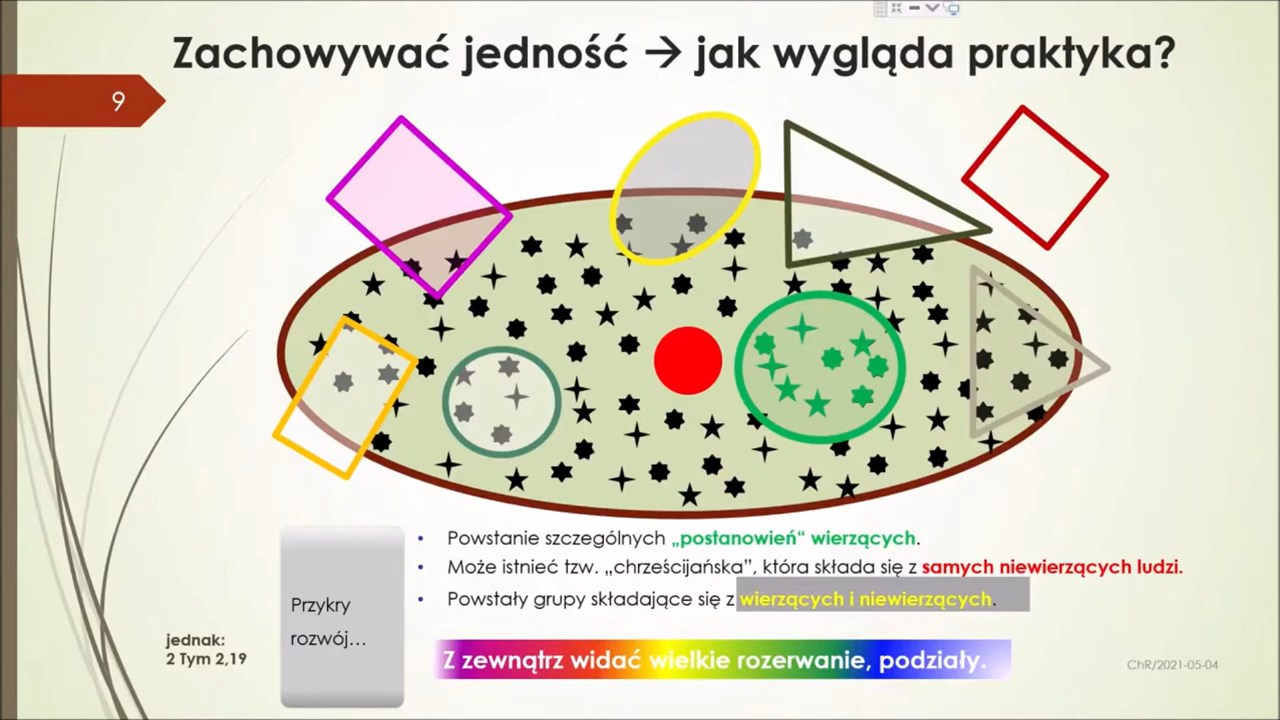 Zachowywać jedność → jak wygląda praktyka?
9
• Powstanie szczególnych „postanowień“ wierzących.
• Może istnieć tzw. „chrześcijańska”, która składa się z samych niewierzących ludzi.
• Powstały grupy składające się z wierzących i niewierzących.
Przykry
rozwój…
jednak:
2 Tym 2,19
Z zewnątrz widać wielkie rozerwanie, podziały.
ChR/2021-05-04